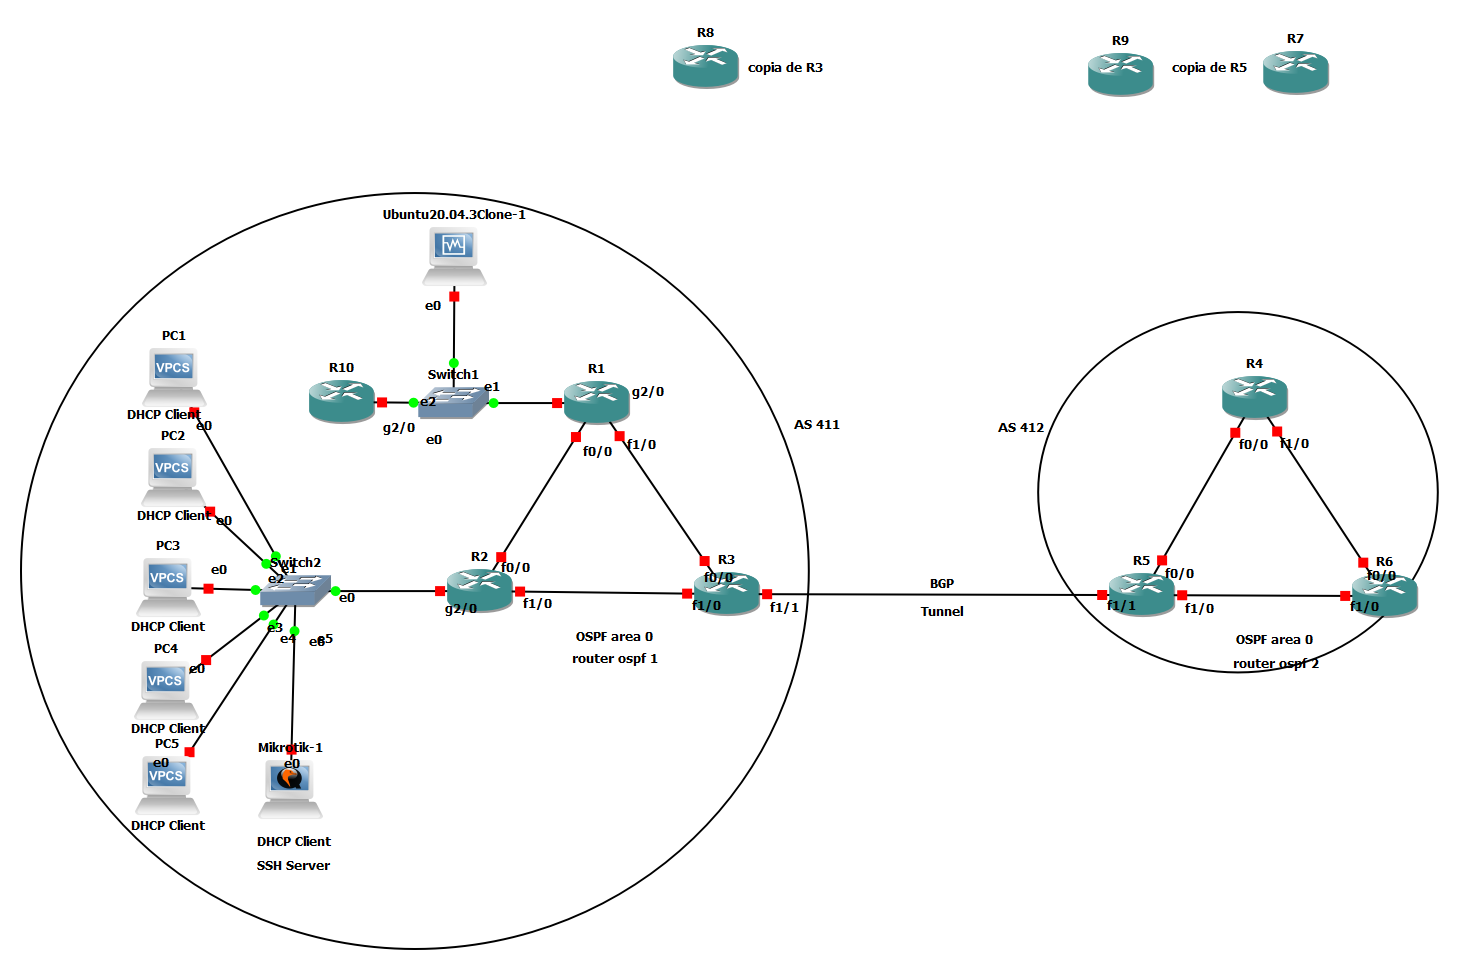 R8
copia de R3
R9
copia de R5
R7
Ubuntu20.04.3Clone-1
e0
PC1
VPCS
DHCP Client
e0
PC2
VPCS
DHCP Client
e0
PC3
VPCS
e0
DHCP Client
PC4
VPCS
e0
DHCP Client
PC5
VPCS
e0
DHCP Client
R10
g2/0
Switch1
e2
e1
e0
R1
g2/0
f0/0
f1/0
AS 411
Switch2
e1
e2
e0
e3
e4
e6
e5
R2
f0/0
g2/0
f1/0
R3
f0/0
f1/0
f1/1
OSPF area 0
router ospf 1
Mikrotik-1
e0
DHCP Client
SSH Server
BGP
Tunnel
AS 412
R4
f0/0
f1/0
R5
f0/0
f1/1
f1/0
R6
f0/0
f1/0
OSPF area 0
router ospf 2